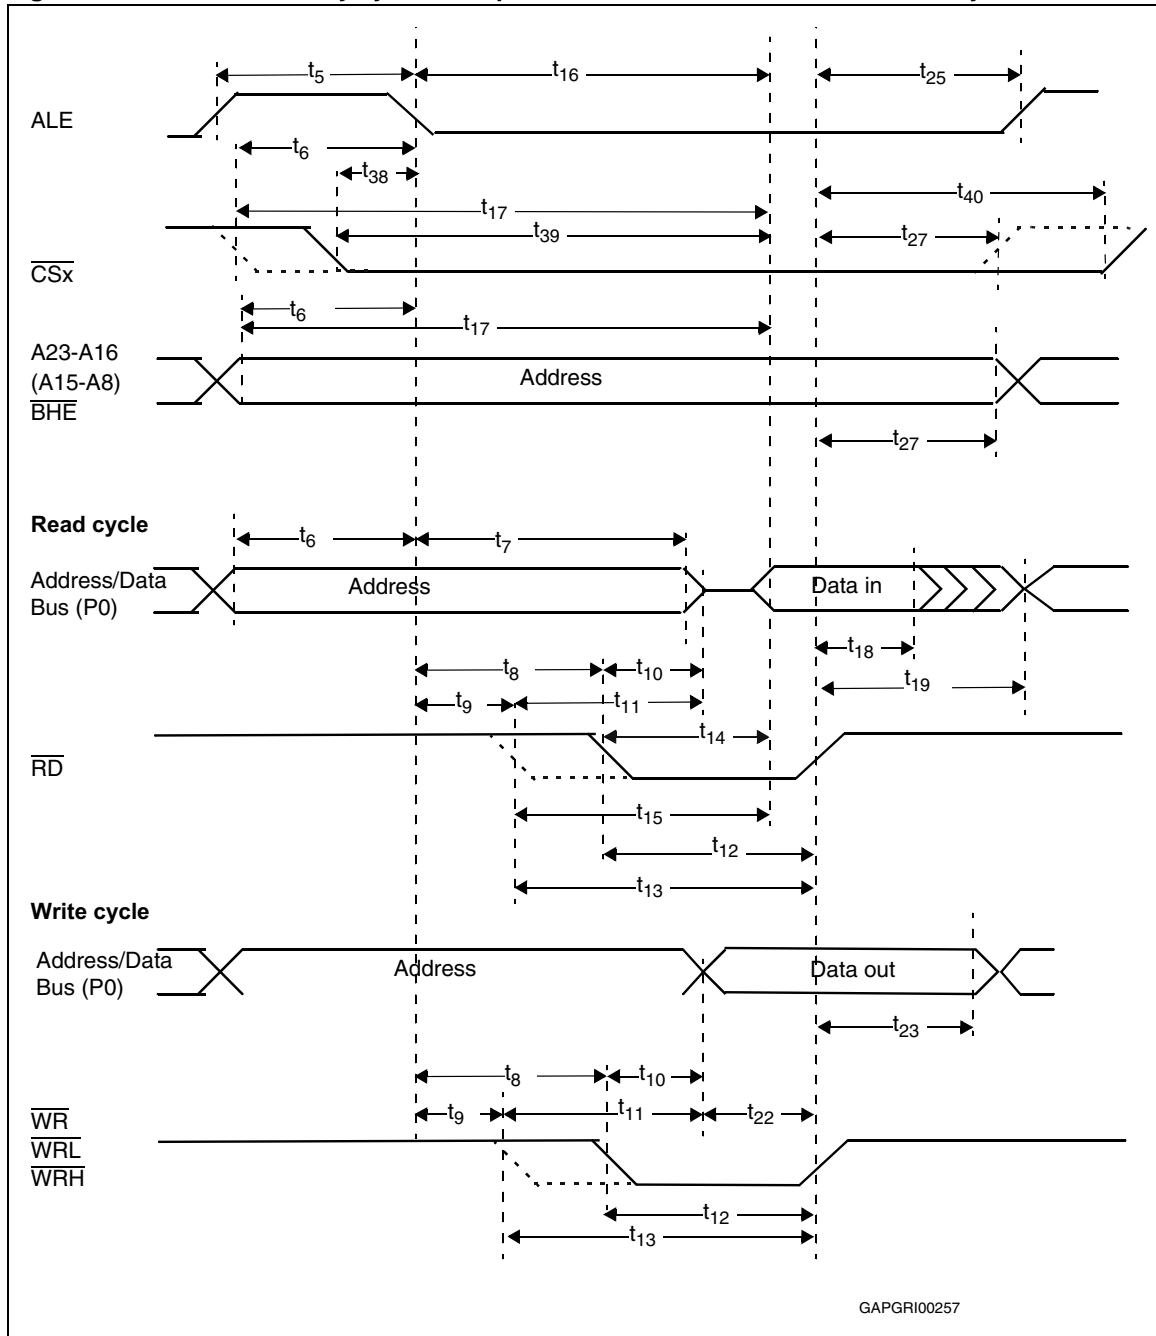 t5 t16 t25
ALE
t6
t38
t40
t17
t39 t27
CSx
t6
t17
A23-A16
(A15-A8) Address
BHE
t27
Read cycle
t6 t7
Address/Data Address Data in
Bus (P0)
t18
t8 t10
t19
t9 t11
t14
RD
t15
t12
t13
Write cycle
Address/Data Address Data out
Bus (P0)
t23
t8 t10
WR t9 t11 t22
WRL
WRH
t12
t13
GAPGRI00257